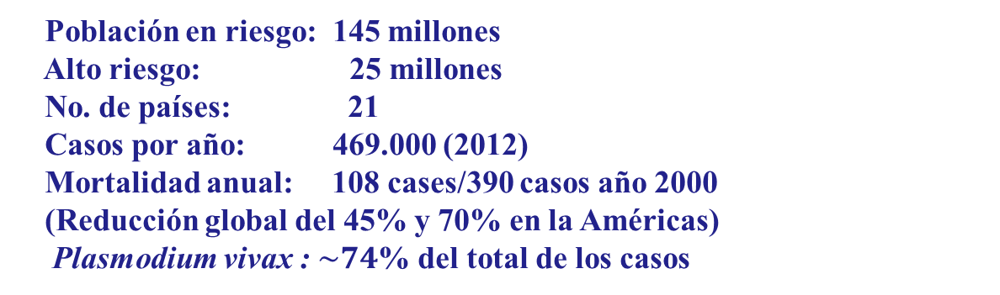 Población en riesgo: 145 millones
Alto riesgo: 25 millones
No. de países: 21
Casos por año: 469.000 (2012)
Mortalidad anual: 108 cases/390 casos año 2000
(Reducción global del 45% y 70% en la Américas)
Plasmodium vivax : ~74% del total de los casos